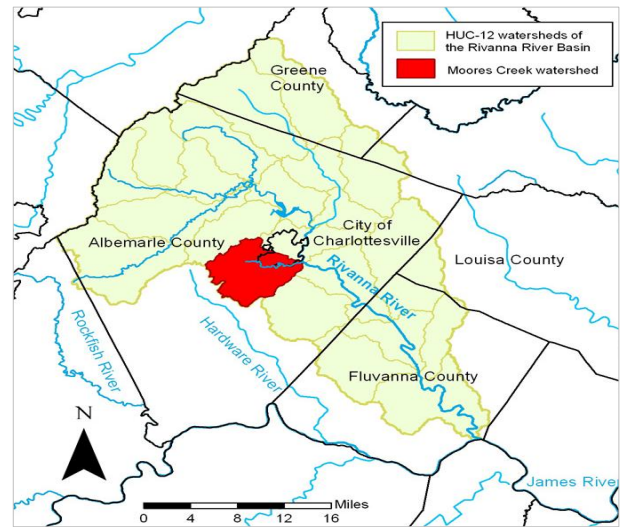 HUC-12 watersheds of
the Rivanna River Basin
Moores Creek watershed
Greene
County
City of
Charlottesville
Albemarle County
Louisa County
Rivanna River
Rockfish River
Hardware River
Fluvanna County
N
James River
Miles
0 4 8 12 16